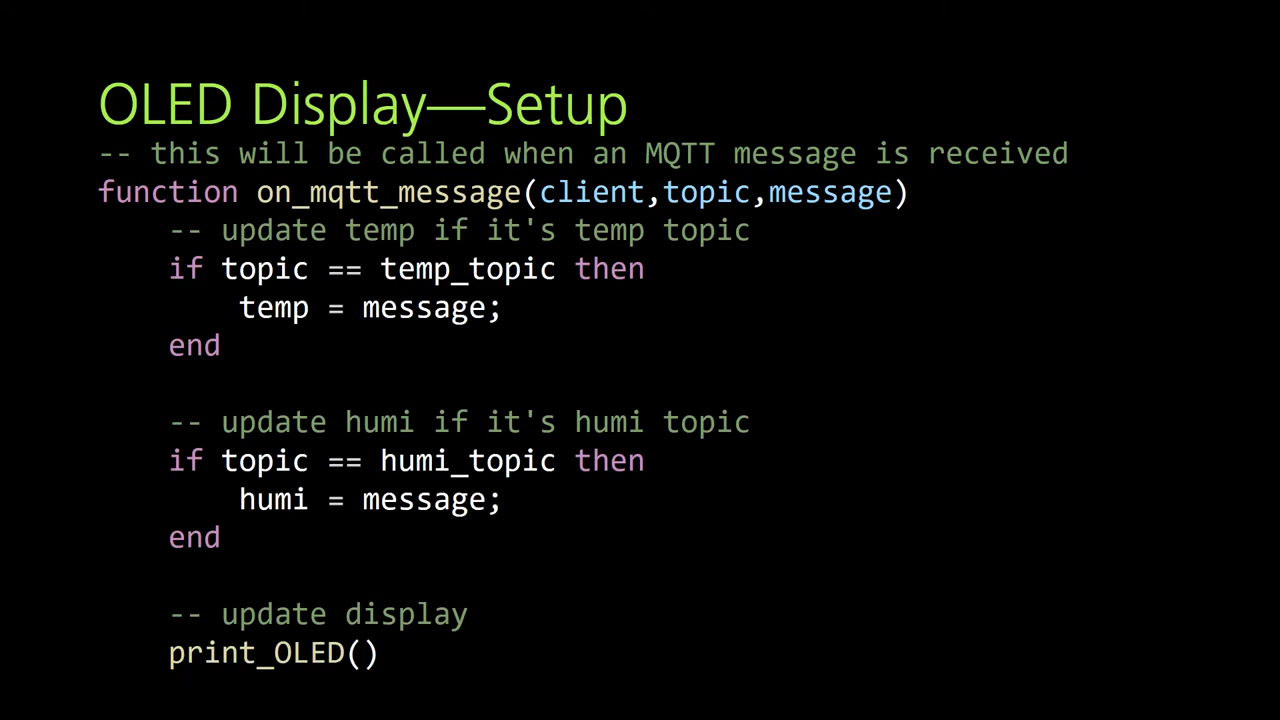 OLED Display—Setup
-- this will be called when an MQTT message is received
function on_mqtt_message(client,topic,message)
    -- update temp if it's temp topic
    if topic == temp_topic then
        temp = message;
    end
    -- update humi if it's humi topic
    if topic == humi_topic then
        humi = message;
    end
    -- update display
    print_OLED()